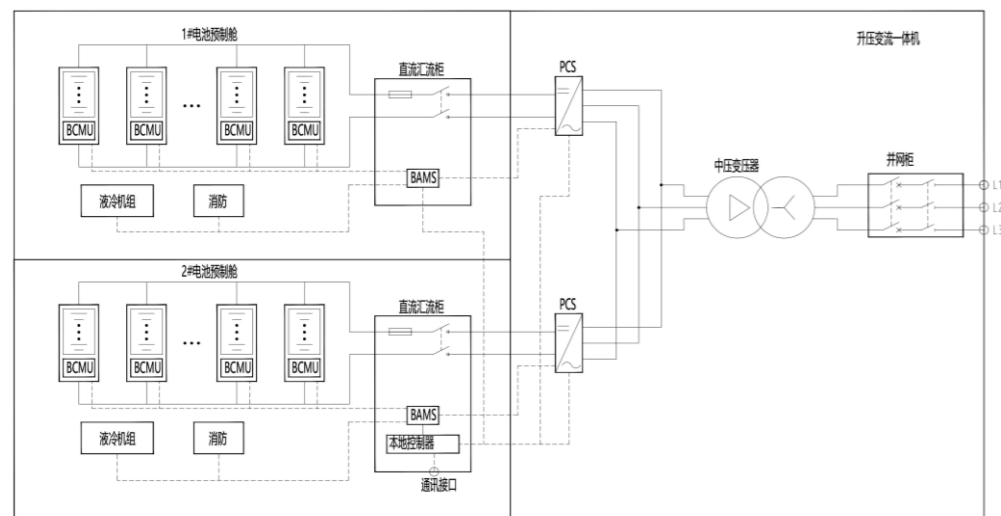 1#电池预制舱
升压变流一体机
直流汇流柜
PCS
BCMU
BCMU
BCMU
BCMU
中压变压器
并网柜
BAMS
液冷机组
消防
L1
L2
L3
2#电池预制舱
直流汇流柜
PCS
BCMU
BCMU
BCMU
BCMU
BAMS
液冷机组
消防
本地控制器
通讯接口